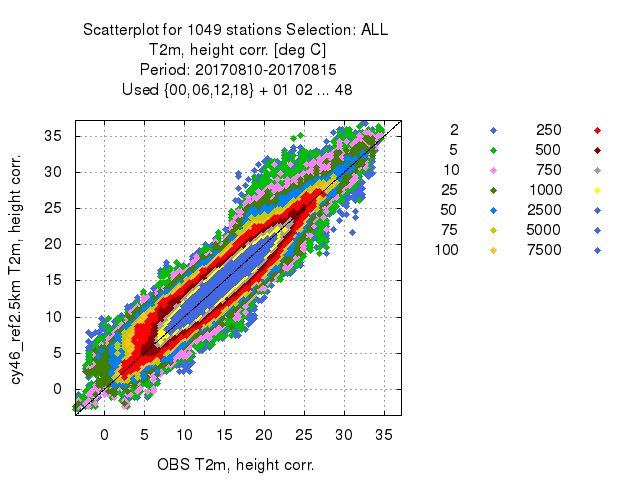 Scatterplot for 1049 stations Selection: ALL
T2m, height corr. [deg C]
Period: 20170810-20170815
Used {00,06,12,18} + 01 02 ... 48
cy46_ref2.5km T2m, height corr.
35
30
25
20
15
10
5
0
0 5 10 15 20 25 30 35
OBS T2m, height corr.
2 250
5 500
10 750
25 1000
50 2500
75 5000
100 7500